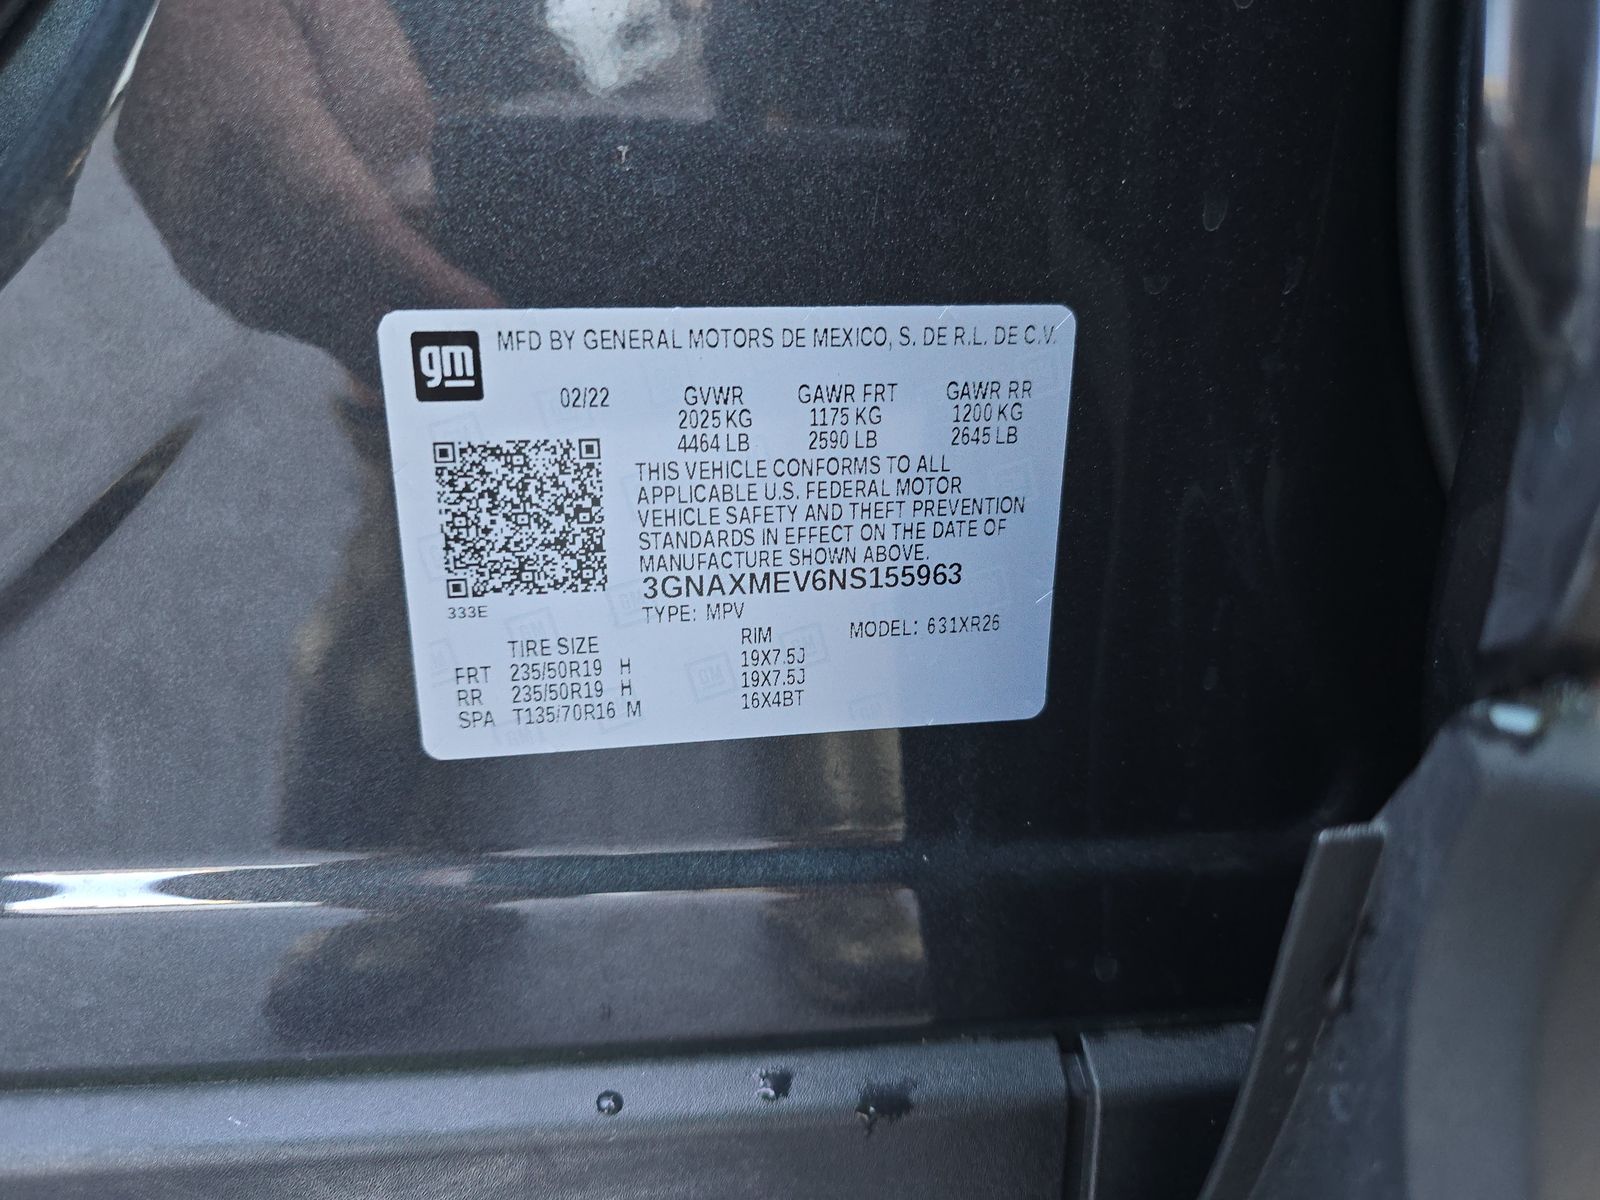 gm MFD BY GENERAL MOTORS DE MEXICO, S. DE R.L. DE C.V.
02/22 GVWR GAWR FRT GAWR RR
2025 KG 1175 KG 1200 KG
4464 LB 2590 LB 2645 LB
THIS VEHICLE CONFORMS TO ALL
APPLICABLE U.S. FEDERAL MOTOR
VEHICLE SAFETY AND THEFT PREVENTION
STANDARDS IN EFFECT ON THE DATE OF
MANUFACTURE SHOWN ABOVE.
3GNAXMEV6NS155963
333E
TYPE: MPV MODEL: 631XR26
TIRE SIZE RIM
FRT 235/50R19 H 19X7.5J
RR 235/50R19 H 19X7.5J
SPA T135/70R16 M 16X4BT